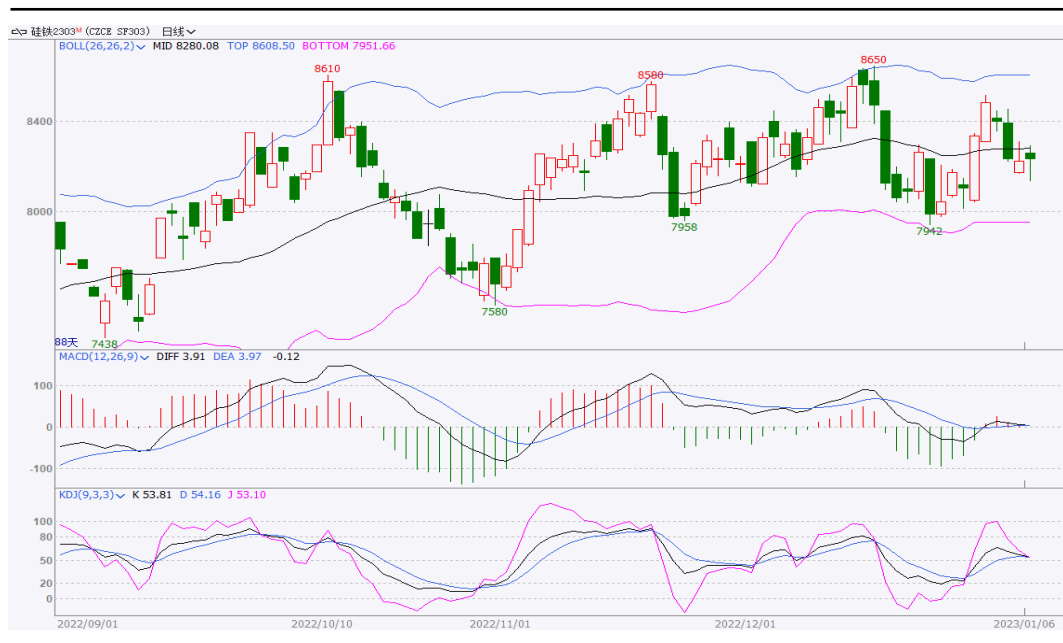 硅铁2303M (CZCE SF303) 日线
BOLL(26,26,2) MID 8280.08 TOP 8608.50 BOTTOM 7951.66
8610
8580
8650
8400
8000
7958
7942
7580
7438
88天
MACD(12,26,9) DIFF 3.91 DEA 3.97 -0.12
100
0
-100
KDJ(9,3,3) K 53.81 D 54.16 J 53.10
100
80
50
20
0
2022/09/01 2022/10/10 2022/11/01 2022/12/01 2023/01/06